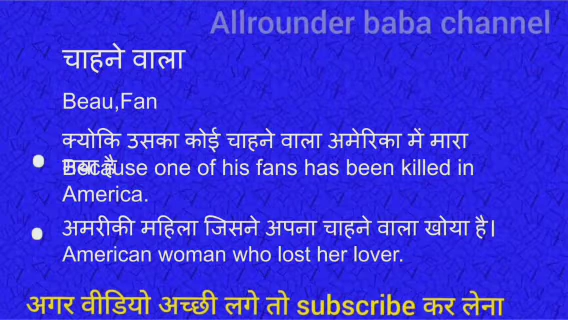 Allrounder baba channel
चाहने वाला
Beau,Fan
क्योकि उसका कोई चाहने वाला अमेरिका में मारा
गया है
Because one of his fans has been killed in
America.
अमरीकी महिला जिसने अपना चाहने वाला खोया है।
American woman who lost her lover.
अगर वीडियो अच्छी लगे तो subscribe कर लेना